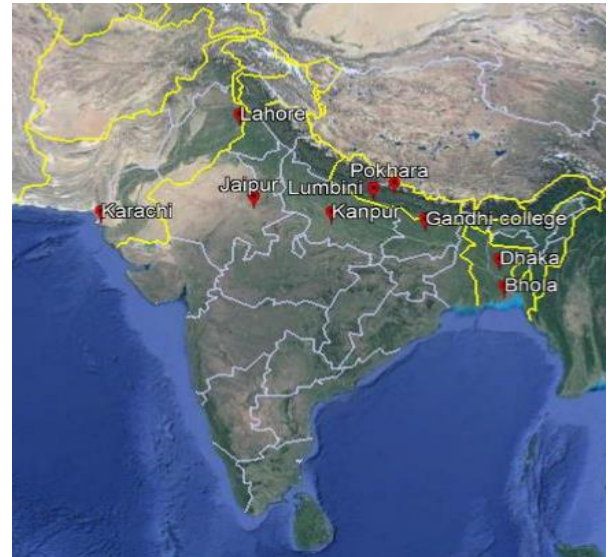 Lahore
Pokhara
Jaipur
Lumbini
Karachi
Kanpur
Gandhi-college
Dhaka
Bhola